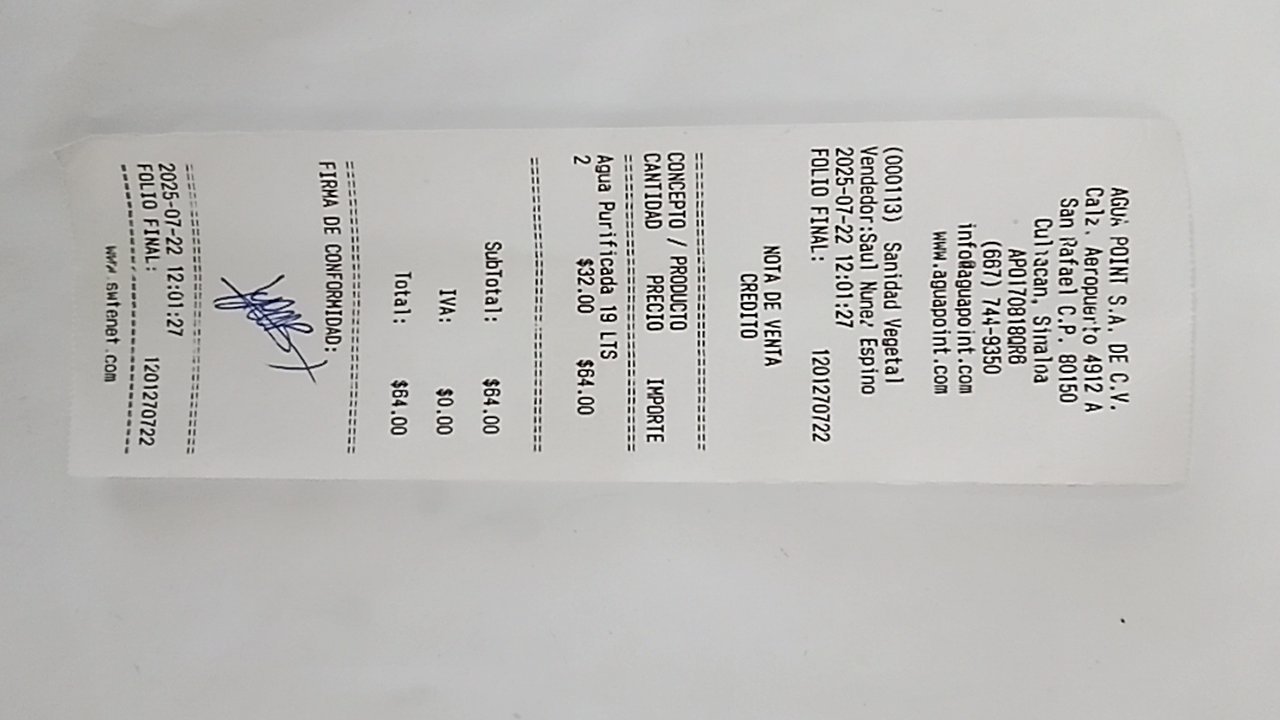 AGUA POINT S.A. DE C.V.
Calz. Aeropuerto 4912 A
San Rafael C.P. 80150
Culiacan, Sinaloa
APO170818QR6
(667) 744-9350
info@aguapoint.com
www.aguapoint.com
(000113) Sanidad Vegetal
Vendedor:Saul Nunez Espino
2025-07-22 12:01:27
FOLIO FINAL: 1201270722
NOTA DE VENTA
CREDITO
==============================
CONCEPTO / PRODUCTO
CANTIDAD PRECIO IMPORTE
==============================
Agua Purificada 19 LTS
2 $32.00 $64.00
==============================
SubTotal: $64.00
IVA: $0.00
Total: $64.00
==============================
FIRMA DE CONFORMIDAD:
==============================
2025-07-22 12:01:27
FOLIO FINAL: 1201270722
------------------------------
www.swtenet.com